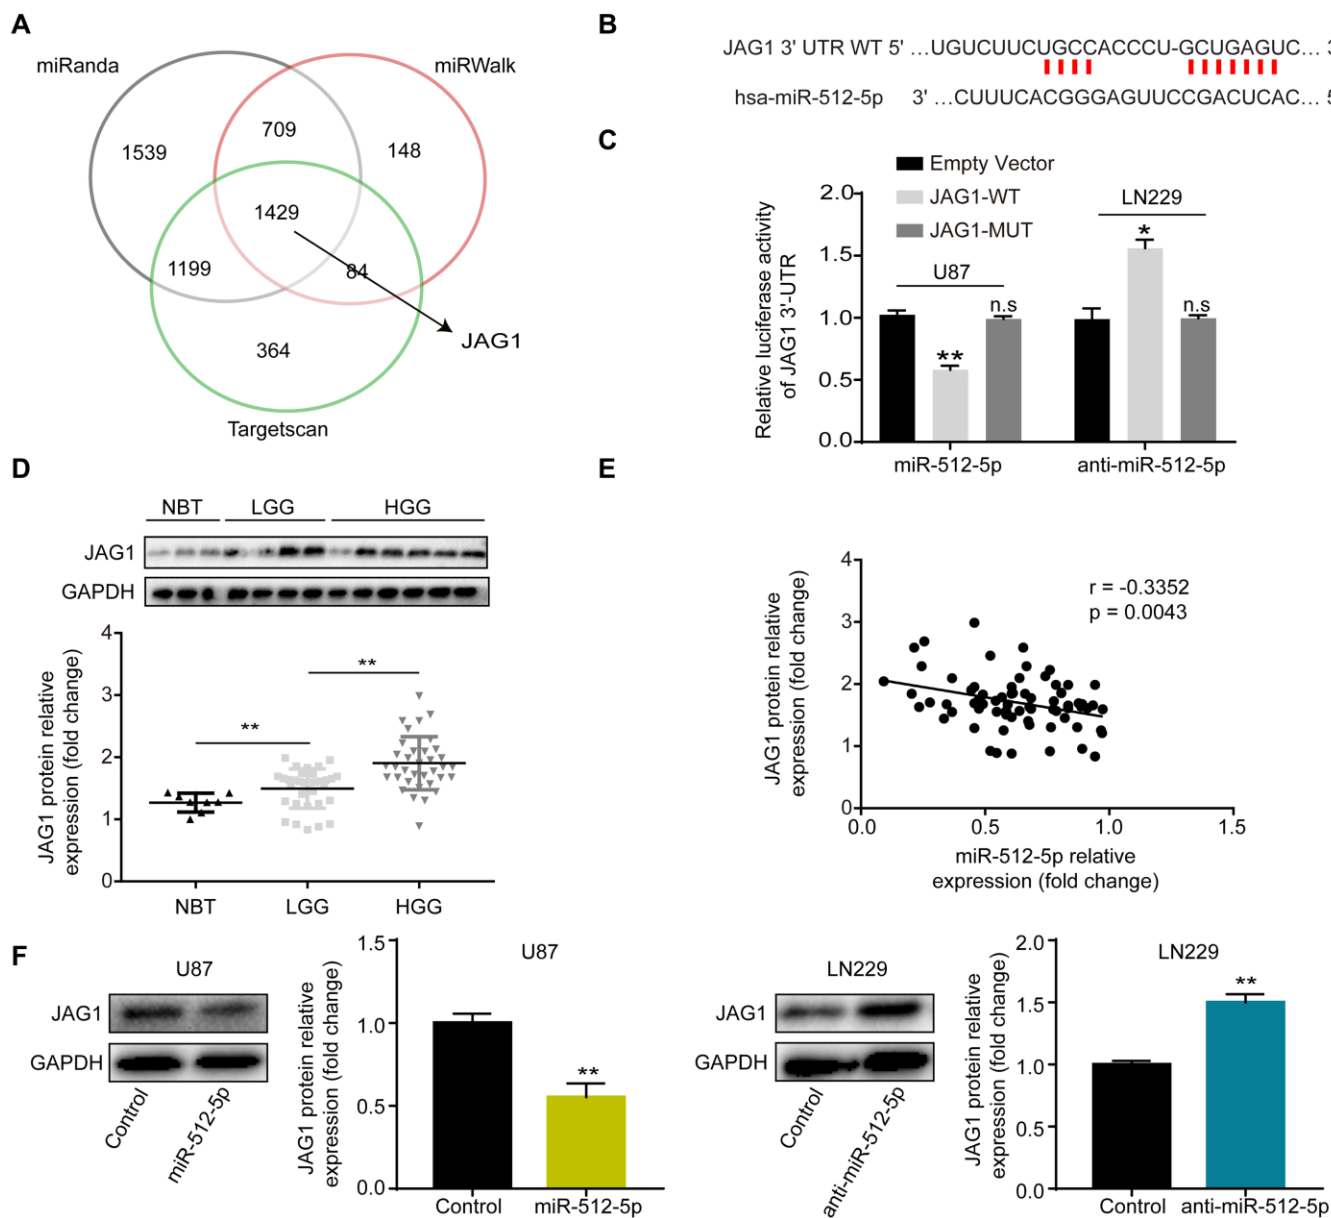 A
miRanda
miRWalk
709
1539
148
1429
1199
84
364
JAG1
Targetscan
B
JAG1 3' UTR WT 5' ...UGUCUUCUGCCACCCU-GCUGAGUC... 3
hsa-miR-512-5p 3' ...CUUUCACGGGAGUUCCGACUCAC... 5
C
Empty Vector
JAG1-WT
JAG1-MUT
Relative luciferase activity
of JAG1 3'-UTR
2.0
1.5
1.0
0.5
0.0
U87
LN229
**
n.s
*
n.s
miR-512-5p
anti-miR-512-5p
D
NBT LGG HGG
JAG1
GAPDH
JAG1 protein relative
expression (fold change)
4
3
2
1
0
**
**
NBT LGG HGG
E
JAG1 protein relative
expression (fold change)
4
3
2
1
0
r = -0.3352
p = 0.0043
0.0 0.5 1.0 1.5
miR-512-5p relative
expression (fold change)
F
U87
JAG1
GAPDH
Control
miR-512-5p
JAG1 protein relative
expression (fold change)
1.5
1.0
0.5
0.0
U87
**
Control miR-512-5p
LN229
JAG1
GAPDH
Control
anti-miR-512-5p
JAG1 protein relative
expression (fold change)
2.0
1.5
1.0
0.5
0.0
LN229
**
Control anti-miR-512-5p